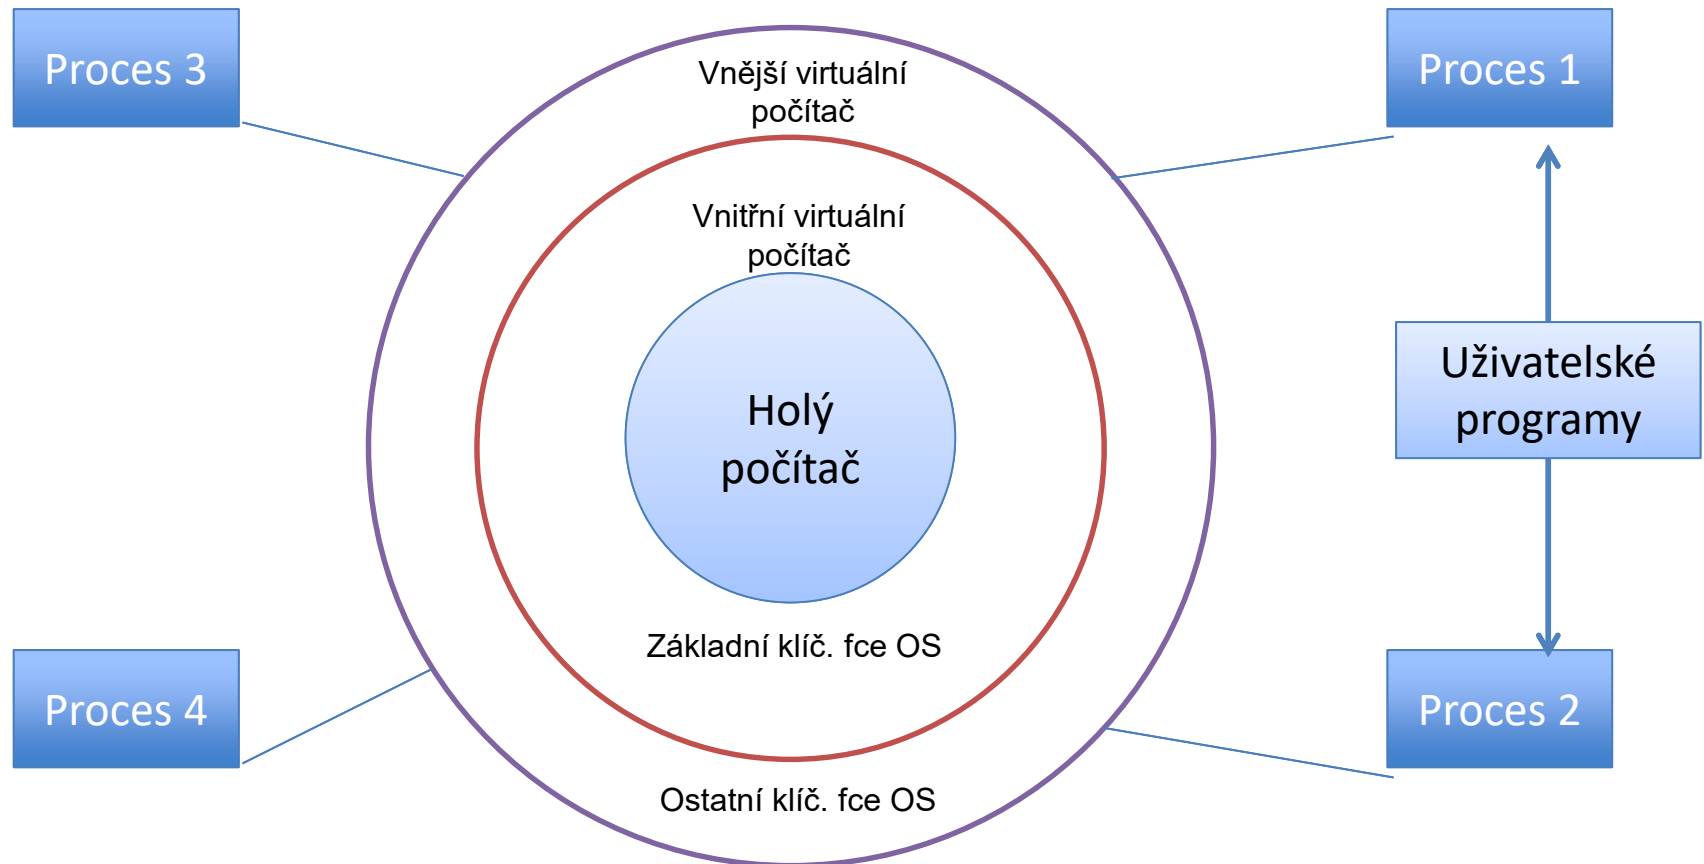 Proces 3
Vnější virtuální
počítač
Proces 1
Vnitřní virtuální
počítač
Holý
počítač
Uživatelské
programy
Základní klíč. fce OS
Proces 4
Proces 2
Ostatní klíč. fce OS